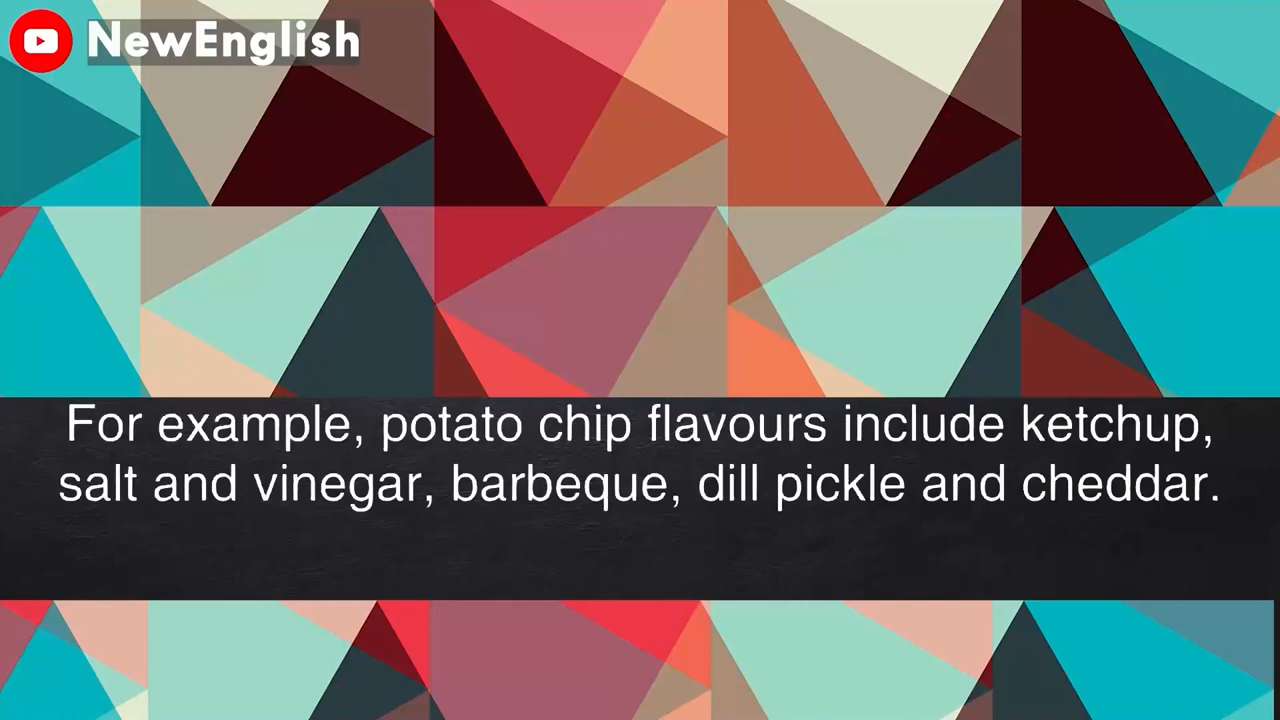 NewEnglish
For example, potato chip flavours include ketchup,
salt and vinegar, barbeque, dill pickle and cheddar.